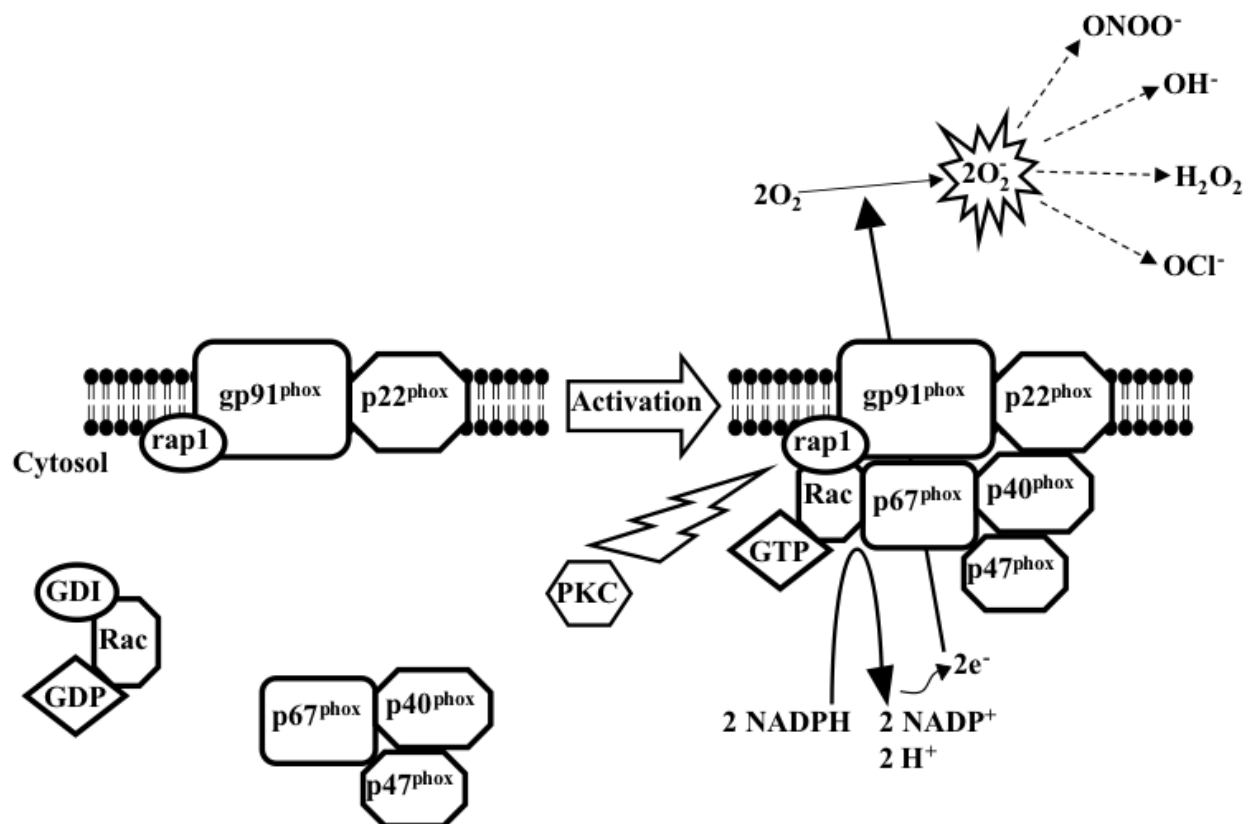 ONOO⁻
OH⁻
2O₂
2O₂⁻
H₂O₂
OCl⁻
gp91ᵖʰᵒˣ
p22ᵖʰᵒˣ
rap1
Cytosol
Activation
gp91ᵖʰᵒˣ
p22ᵖʰᵒˣ
rap1
Rac
p67ᵖʰᵒˣ
p40ᵖʰᵒˣ
GTP
p47ᵖʰᵒˣ
PKC
GDI
Rac
GDP
p67ᵖʰᵒˣ
p40ᵖʰᵒˣ
p47ᵖʰᵒˣ
2e⁻
2 NADPH
2 NADP⁺
2 H⁺